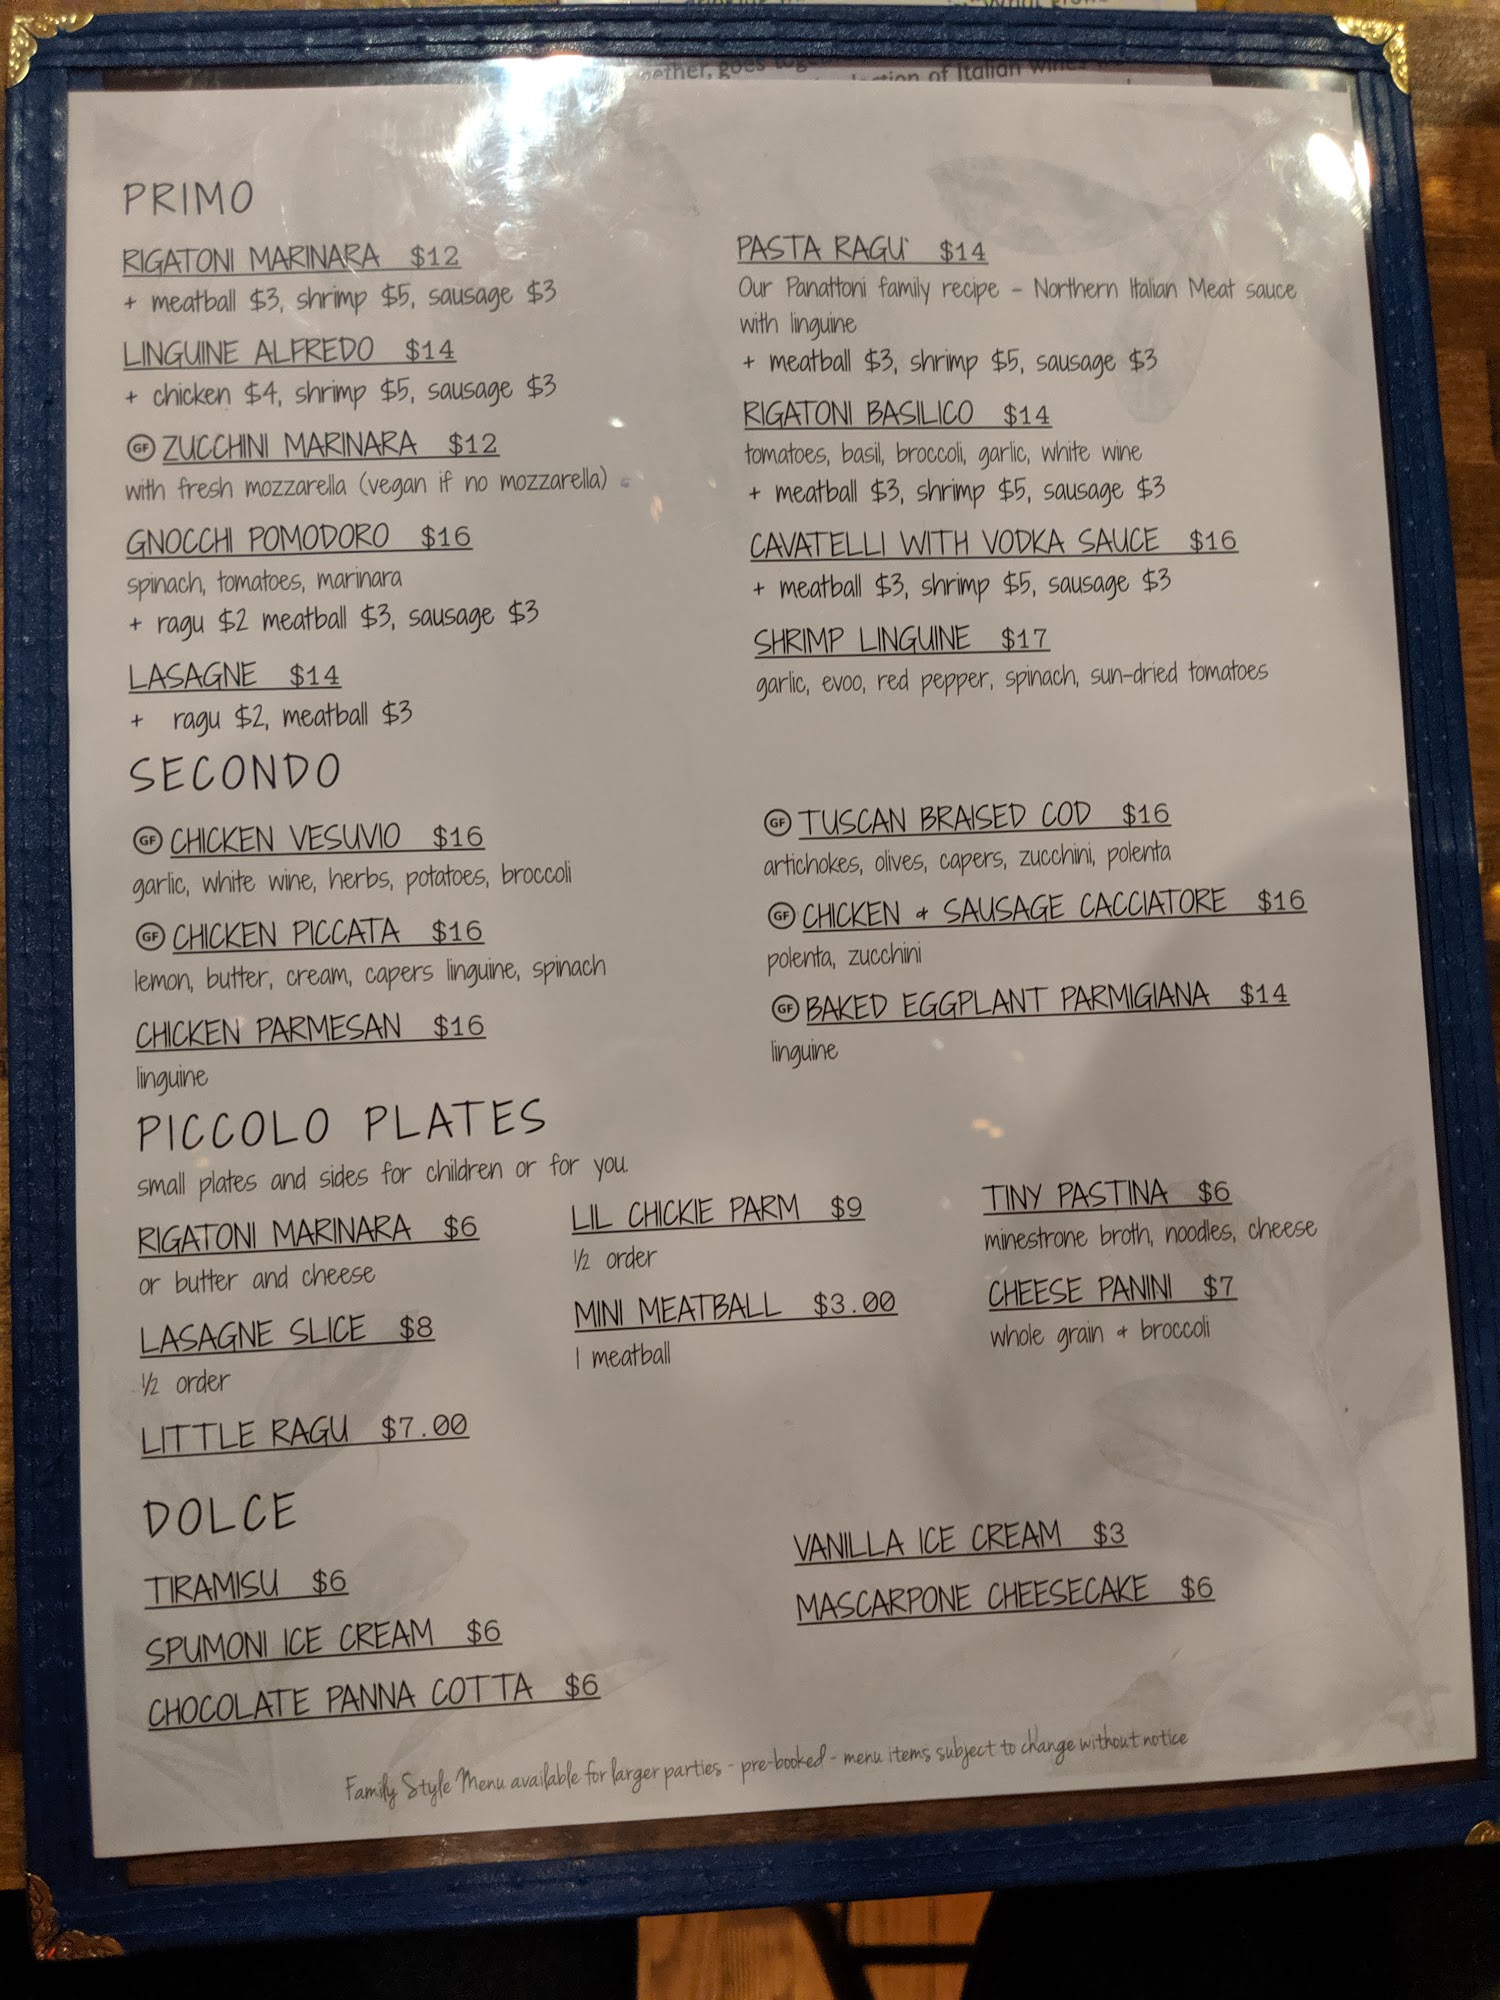 ether, goes toge
ction of Italian wine
PRIMO
RIGATONI MARINARA $12
+ meatball $3, shrimp $5, sausage $3
LINGUINE ALFREDO $14
+ chicken $4, shrimp $5, sausage $3
GF ZUCCHINI MARINARA $12
with fresh mozzarella (vegan if no mozzarella)
GNOCCHI POMODORO $16
spinach, tomatoes, marinara
+ ragu $2 meatball $3, sausage $3
LASAGNE $14
+ ragu $2, meatball $3
PASTA RAGU` $14
Our Panattoni family recipe - Northern Italian Meat sauce
with linguine
+ meatball $3, shrimp $5, sausage $3
RIGATONI BASILICO $14
tomatoes, basil, broccoli, garlic, white wine
+ meatball $3, shrimp $5, sausage $3
CAVATELLI WITH VODKA SAUCE $16
+ meatball $3, shrimp $5, sausage $3
SHRIMP LINGUINE $17
garlic, evoo, red pepper, spinach, sun-dried tomatoes
SECONDO
GF CHICKEN VESUVIO $16
garlic, white wine, herbs, potatoes, broccoli
GF CHICKEN PICCATA $16
lemon, butter, cream, capers linguine, spinach
CHICKEN PARMESAN $16
linguine
GF TUSCAN BRAISED COD $16
artichokes, olives, capers, zucchini, polenta
GF CHICKEN & SAUSAGE CACCIATORE $16
polenta, zucchini
GF BAKED EGGPLANT PARMIGIANA $14
linguine
PICCOLO PLATES
small plates and sides for children or for you.
RIGATONI MARINARA $6
or butter and cheese
LASAGNE SLICE $8
1/2 order
LITTLE RAGU $7.00
LIL CHICKIE PARM $9
1/2 order
MINI MEATBALL $3.00
1 meatball
TINY PASTINA $6
minestrone broth, noodles, cheese
CHEESE PANINI $7
whole grain & broccoli
DOLCE
TIRAMISU $6
SPUMONI ICE CREAM $6
CHOCOLATE PANNA COTTA $6
VANILLA ICE CREAM $3
MASCARPONE CHEESECAKE $6
Family Style Menu available for larger parties - pre-booked - menu items subject to change without notice